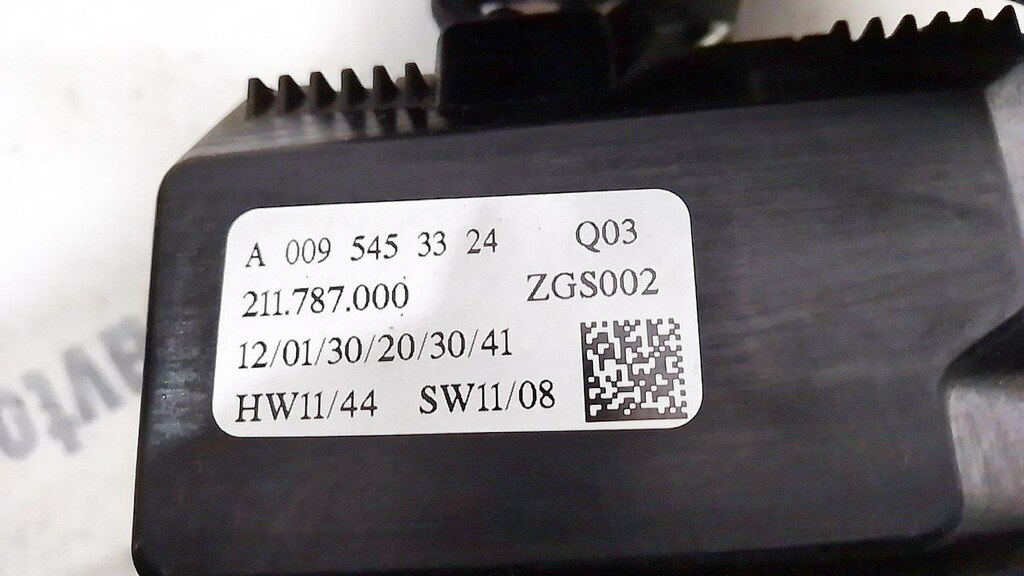 A 009 545 33 24 Q03
211.787.000 ZGS002
12/01/30/20/30/41
HW11/44 SW11/08